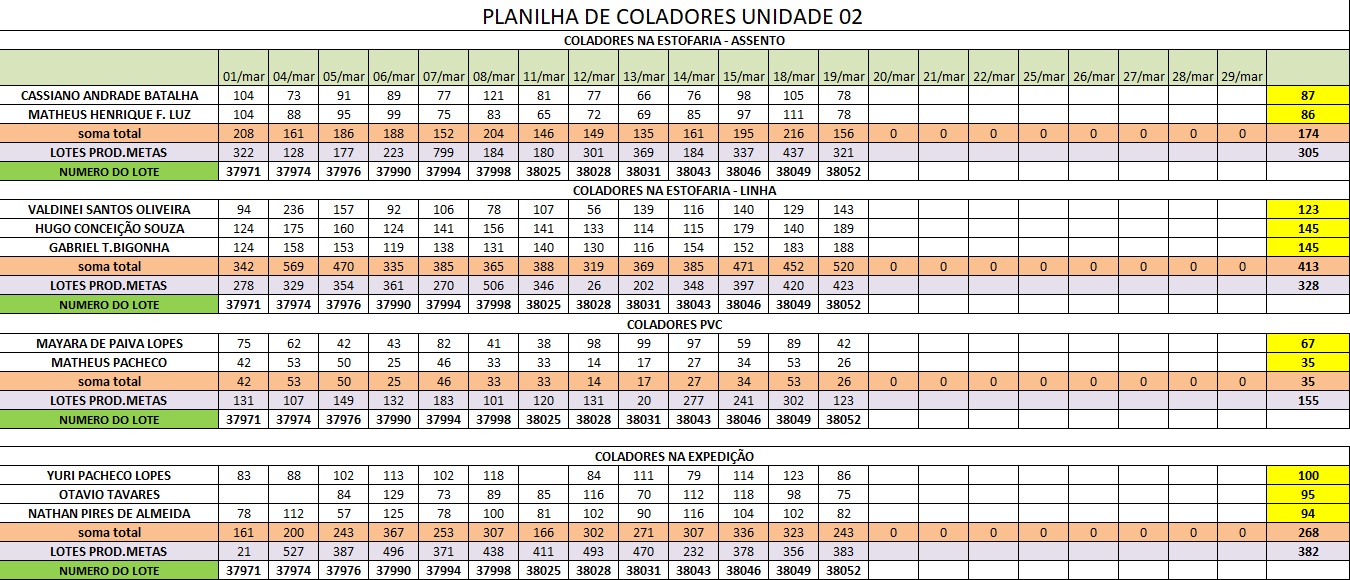 PLANILHA DE COLADORES UNIDADE 02
COLADORES NA ESTOFARIA - ASSENTO
01/mar 04/mar 05/mar 06/mar 07/mar 08/mar 11/mar 12/mar 13/mar 14/mar 15/mar 18/mar 19/mar 20/mar 21/mar 22/mar 25/mar 26/mar 27/mar 28/mar 29/mar
CASSIANO ANDRADE BATALHA 104 73 91 89 77 121 81 77 66 76 98 105 78 87
MATHEUS HENRIQUE F. LUZ 104 88 95 99 75 83 65 72 69 85 97 111 78 86
soma total 208 161 186 188 152 204 146 149 135 161 195 216 156 0 0 0 0 0 0 0 0 174
LOTES PROD.METAS 322 128 177 223 799 184 180 301 369 184 337 437 321 305
NUMERO DO LOTE 37971 37974 37976 37990 37994 37998 38025 38028 38031 38043 38046 38049 38052
COLADORES NA ESTOFARIA - LINHA
VALDINEI SANTOS OLIVEIRA 94 236 157 92 106 78 107 56 139 116 140 129 143 123
HUGO CONCEIÇÃO SOUZA 124 175 160 124 141 156 141 133 114 115 179 140 189 145
GABRIEL T.BIGONHA 124 158 153 119 138 131 140 130 116 154 152 183 188 145
soma total 342 569 470 335 385 365 388 319 369 385 471 452 520 0 0 0 0 0 0 0 0 413
LOTES PROD.METAS 278 329 354 361 270 506 346 26 202 348 397 420 423 328
NUMERO DO LOTE 37971 37974 37976 37990 37994 37998 38025 38028 38031 38043 38046 38049 38052
COLADORES PVC
MAYARA DE PAIVA LOPES 75 62 42 43 82 41 38 98 99 97 59 89 42 67
MATHEUS PACHECO 42 53 50 25 46 33 33 14 17 27 34 53 26 35
soma total 42 53 50 25 46 33 33 14 17 27 34 53 26 0 0 0 0 0 0 0 0 35
LOTES PROD.METAS 131 107 149 132 183 101 120 131 20 277 241 302 123 155
NUMERO DO LOTE 37971 37974 37976 37990 37994 37998 38025 38028 38031 38043 38046 38049 38052
COLADORES NA EXPEDIÇÃO
YURI PACHECO LOPES 83 88 102 113 102 118 84 111 79 114 123 86 100
OTAVIO TAVARES 84 129 73 89 85 116 70 112 118 98 75 95
NATHAN PIRES DE ALMEIDA 78 112 57 125 78 100 81 102 90 116 104 102 82 94
soma total 161 200 243 367 253 307 166 302 271 307 336 323 243 0 0 0 0 0 0 0 0 268
LOTES PROD.METAS 21 527 387 496 371 438 411 493 470 232 378 356 383 382
NUMERO DO LOTE 37971 37974 37976 37990 37994 37998 38025 38028 38031 38043 38046 38049 38052